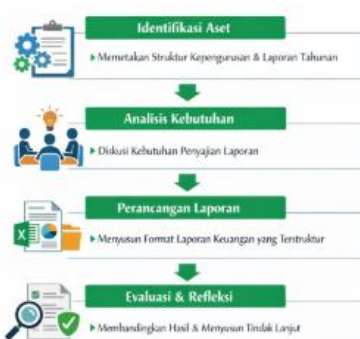 Identifikasi Aset
Memetakan Struktur Kepengurusan & Laporan Tahunan
Analisis Kebutuhan
Diskusi Kebutuhan Penyajian Laporan
Perancangan Laporan
X
Menyusun Format Laporan Keuangan yang Terstruktur
Evaluasi & Refleksi
Membandingkan Hasil & Menyusun Tindak Lanjut